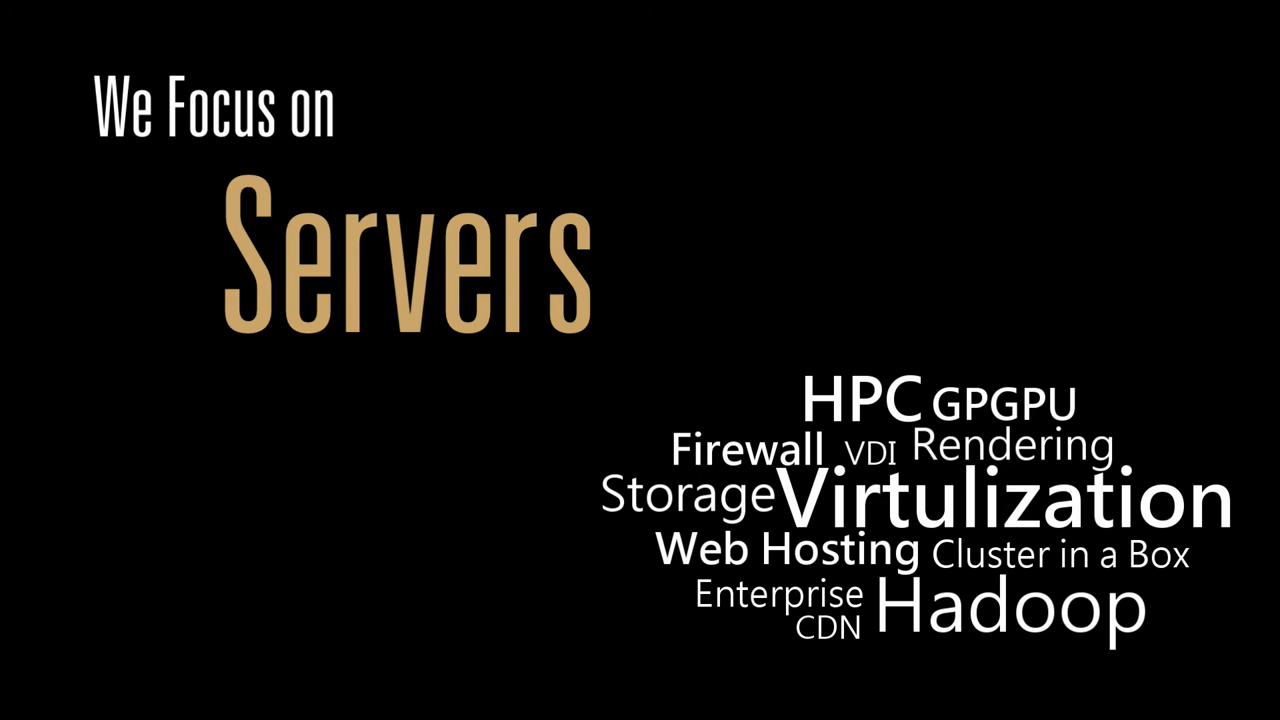 We Focus on
Servers
HPC GPGPU
Firewall VDI Rendering
Storage Virtulization
Web Hosting Cluster in a Box
Enterprise Hadoop
CDN